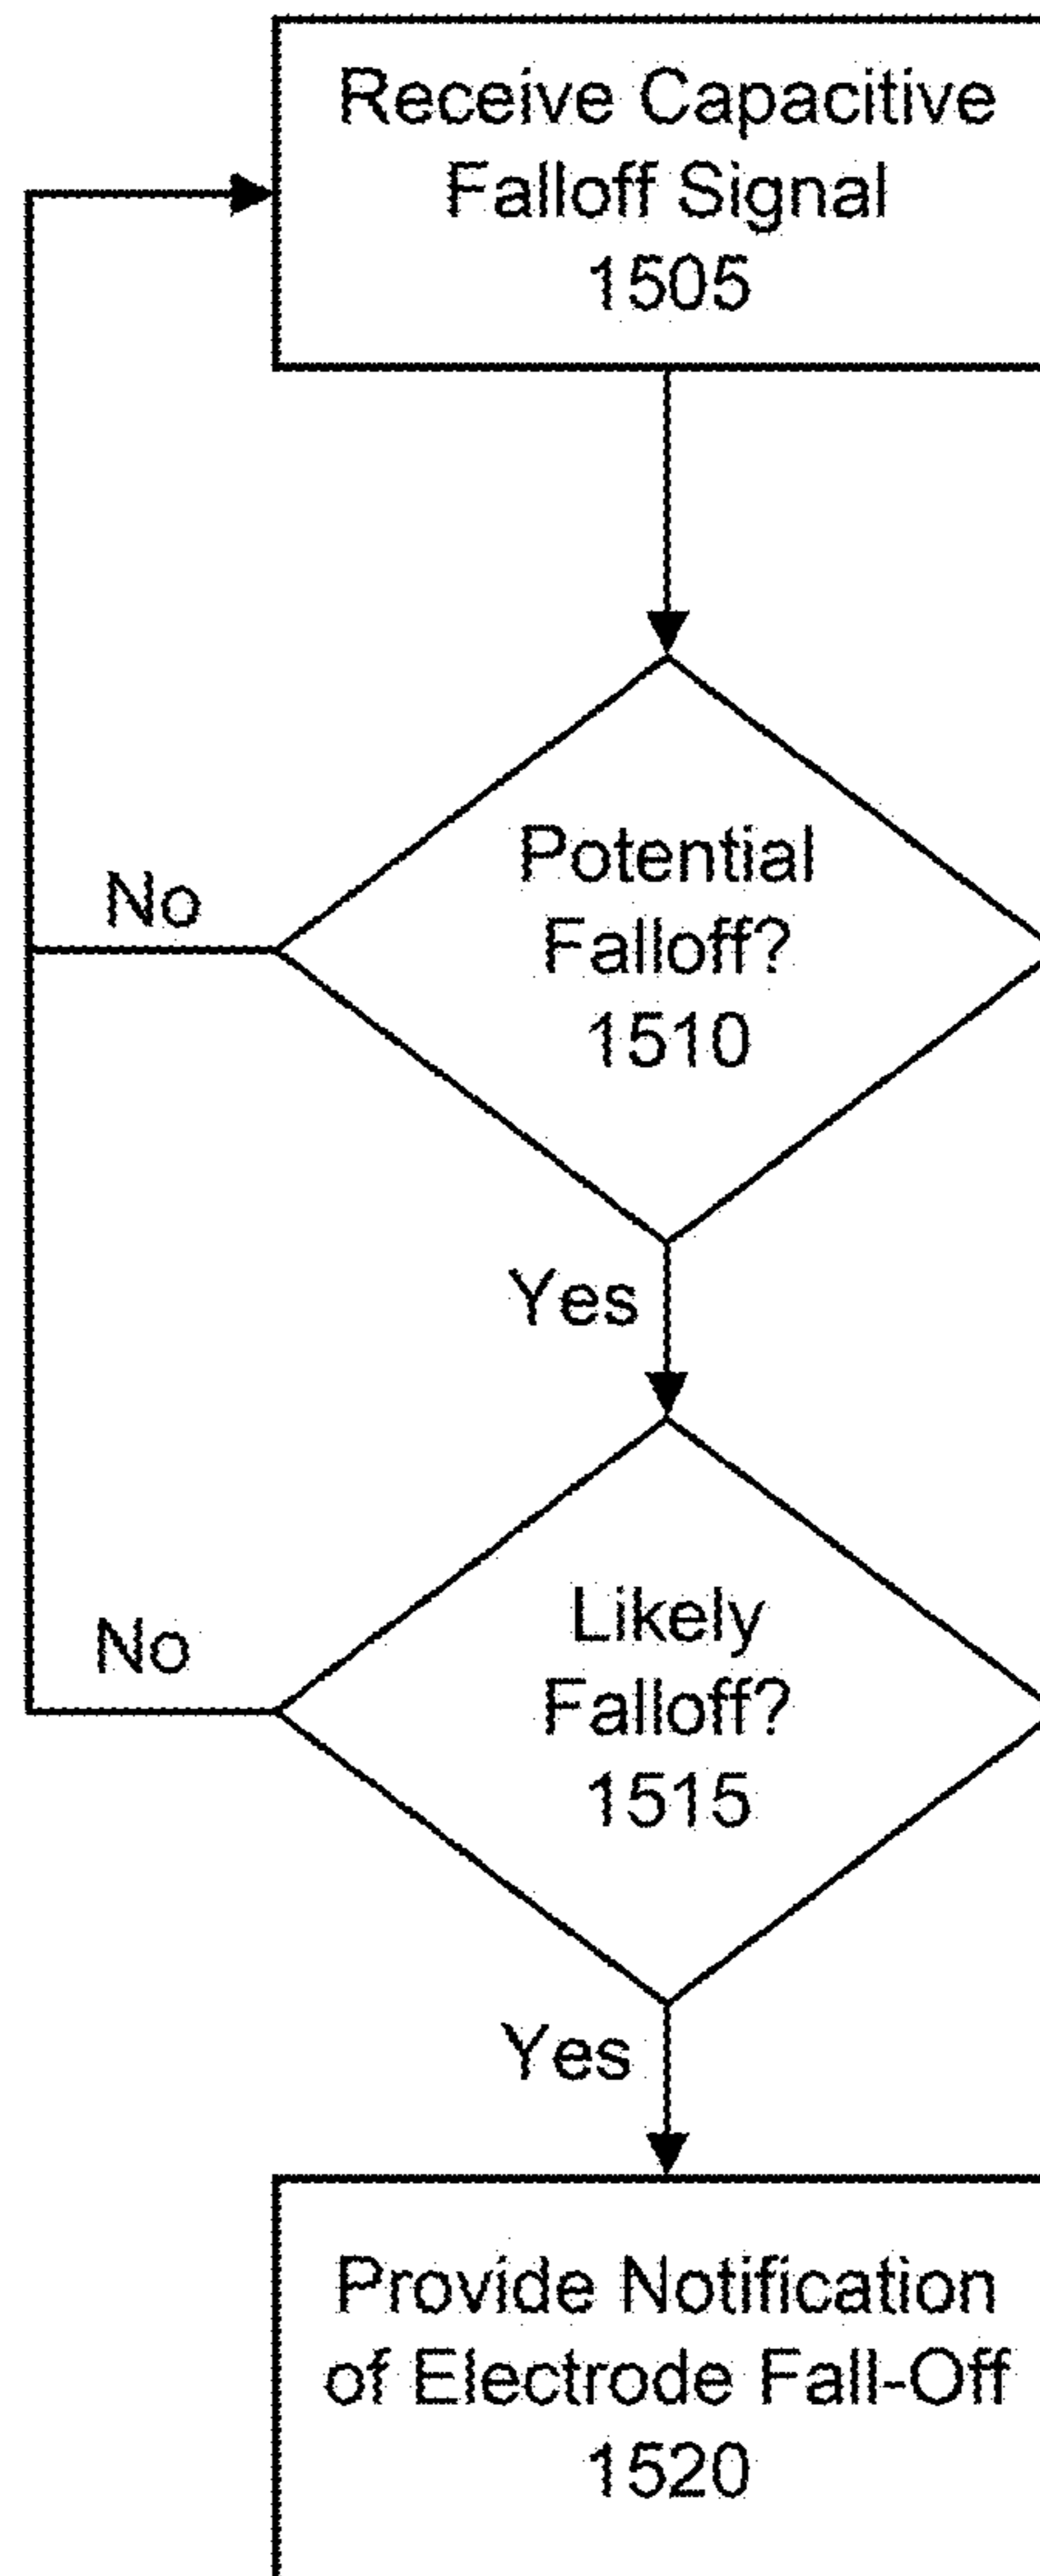 Receive Capacitive
Falloff Signal
1505
Potential
Falloff?
1510
No
Yes
Likely
Falloff?
1515
No
Yes
Provide Notification
of Electrode Fall-Off
1520